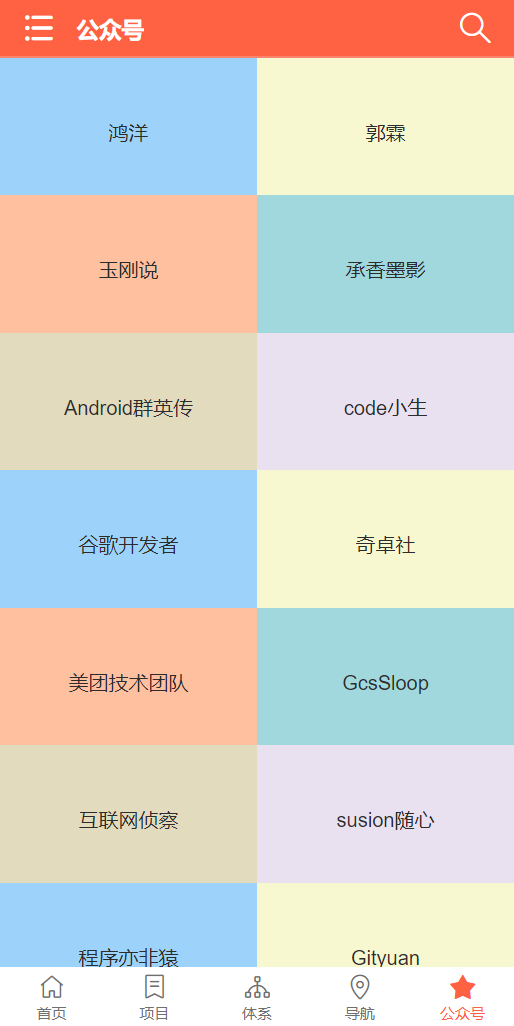 公众号
鸿洋
郭霖
玉刚说
承香墨影
Android群英传
code小生
谷歌开发者
奇卓社
美团技术团队
GcsSloop
互联网侦察
susion随心
程序亦非猿
Gityuan
首页
项目
体系
导航
公众号